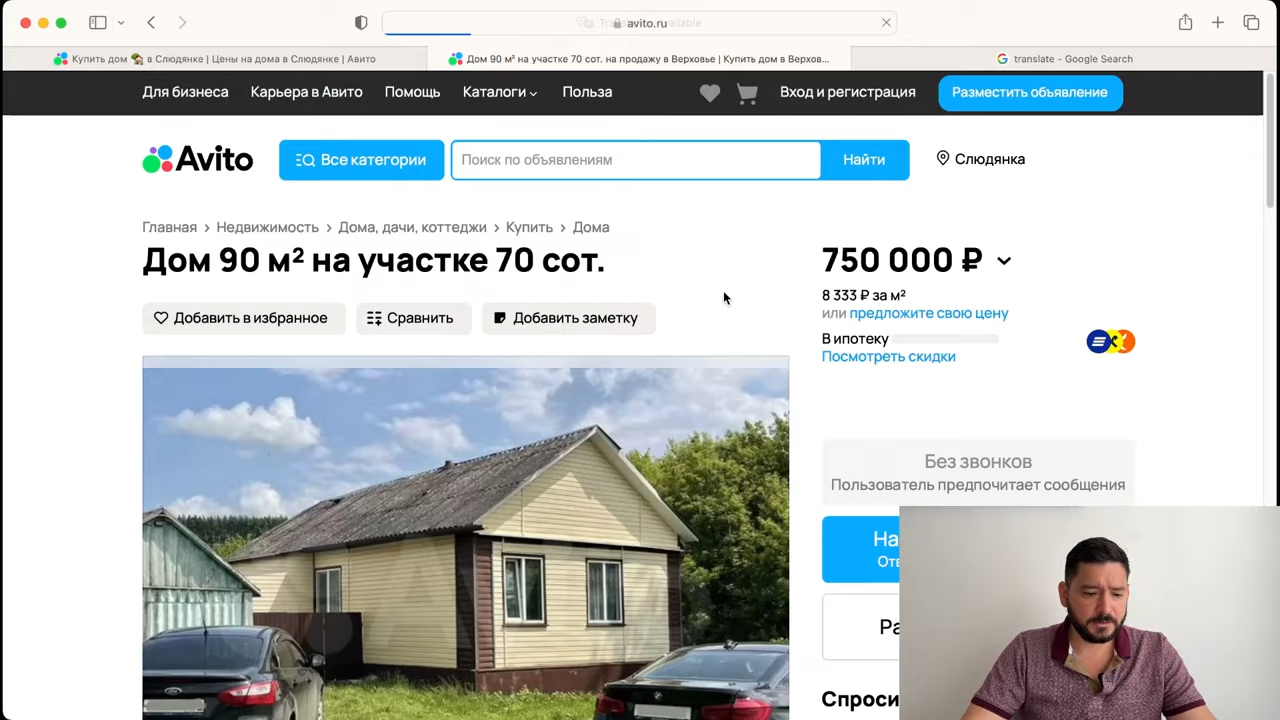 avito.ru
Купить дом 🏡 в Слюдянке | Цены на дома в Слюдянке | Авито
Дом 90 м² на участке 70 сот. на продажу в Верховье | Купить дом в Верхов...
translate - Google Search
Для бизнеса Карьера в Авито Помощь Каталоги Польза Вход и регистрация Разместить объявление
Avito Все категории Поиск по объявлениям Найти Слюдянка
Главная > Недвижимость > Дома, дачи, коттеджи > Купить > Дома
Дом 90 м² на участке 70 сот.
750 000 ₽
8 333 ₽ за м²
или предложите свою цену
Добавить в избранное Сравнить Добавить заметку
В ипотеку
Посмотреть скидки
Без звонков
Пользователь предпочитает сообщения
Спроси